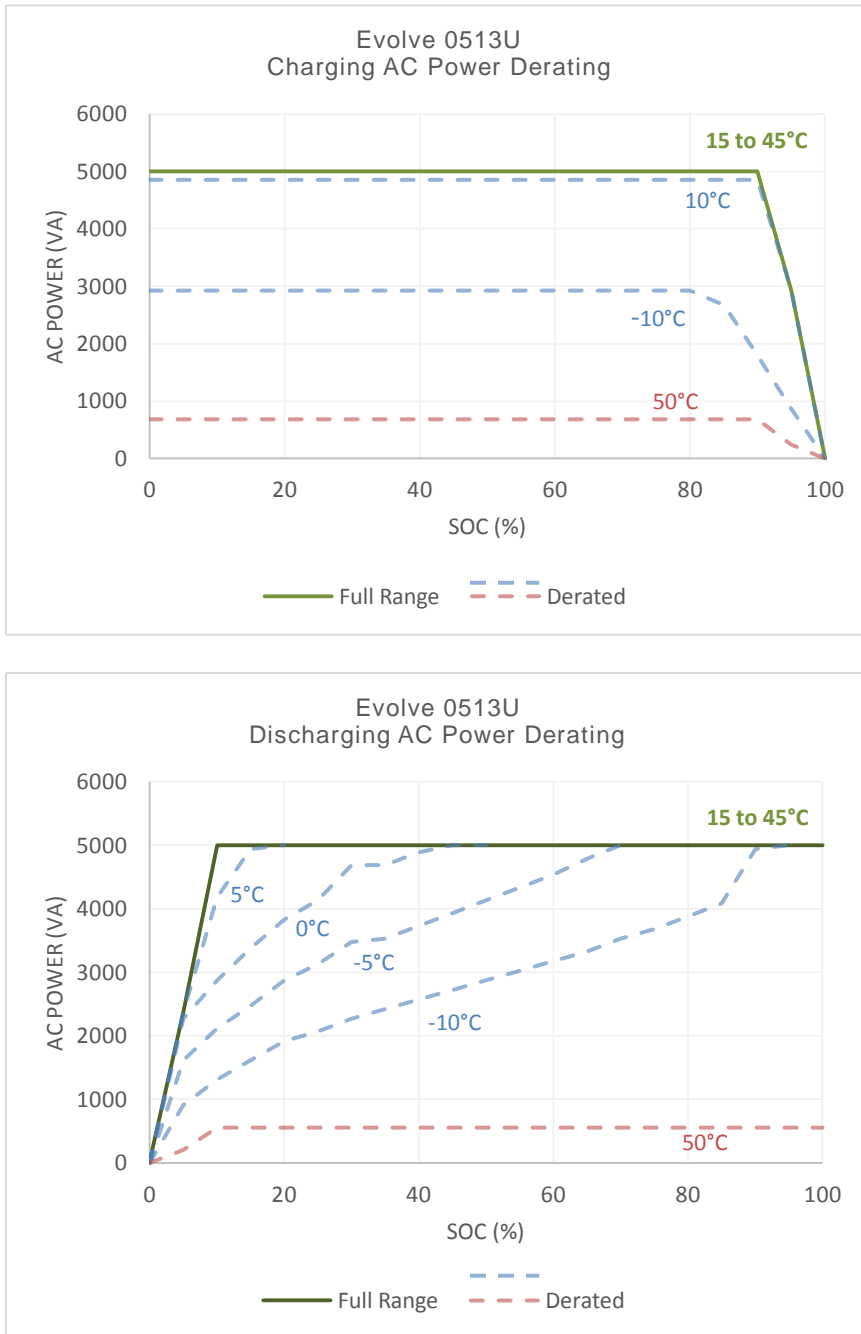 Evolve 0513U
Charging AC Power Derating
6000
5000
4000
3000
2000
1000
0
AC POWER (VA)
15 to 45°C
10°C
-10°C
50°C
0 20 40 60 80 100
SOC (%)
Full Range Derated
Evolve 0513U
Discharging AC Power Derating
6000
5000
4000
3000
2000
1000
0
AC POWER (VA)
15 to 45°C
5°C
0°C
-5°C
-10°C
50°C
0 20 40 60 80 100
SOC (%)
Full Range Derated